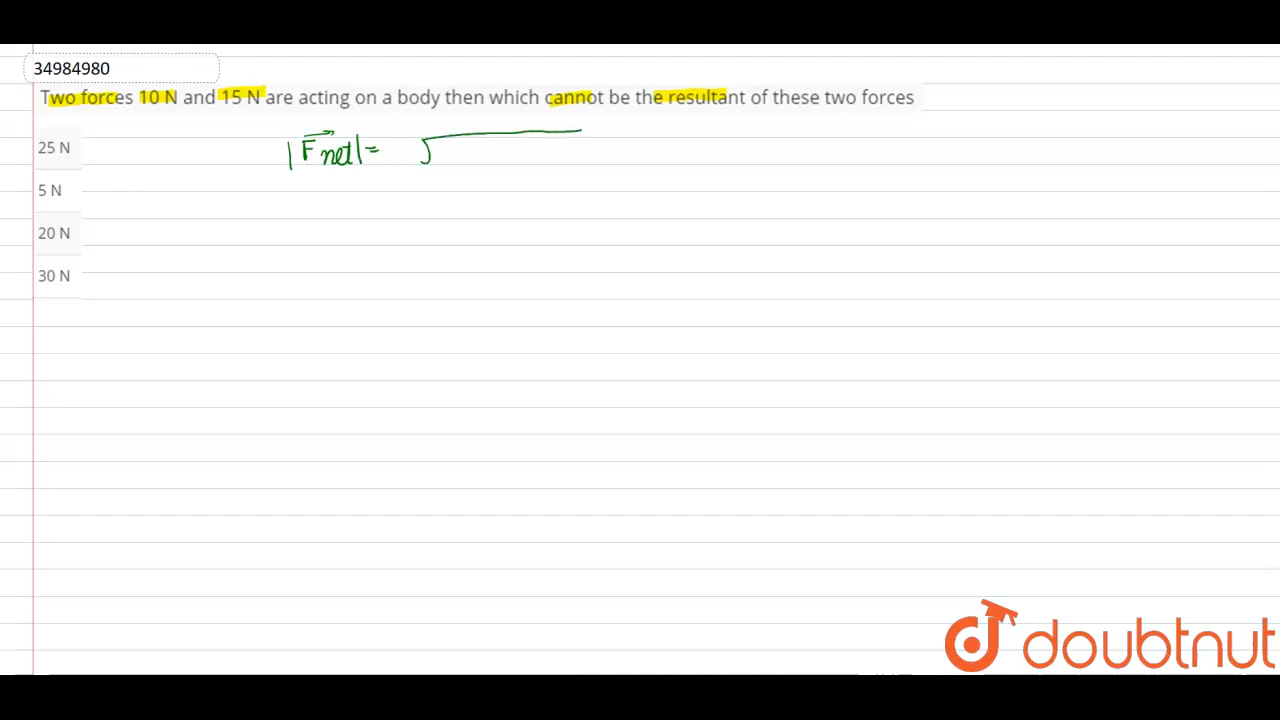 34984980
Two forces 10 N and 15 N are acting on a body then which cannot be the resultant of these two forces
|F⃗ net| = √
25 N
5 N
20 N
30 N
doubtnut